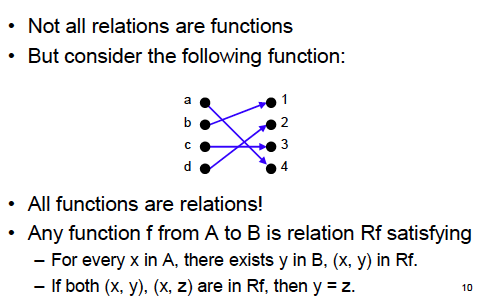 • Not all relations are functions
• But consider the following function:
a 1
b 2
c 3
d 4
• All functions are relations!
• Any function f from A to B is relation Rf satisfying
– For every x in A, there exists y in B, (x, y) in Rf.
– If both (x, y), (x, z) are in Rf, then y = z.
10